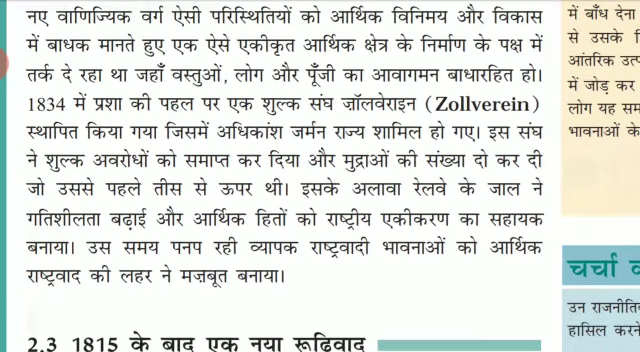 नए वाणिज्यिक वर्ग ऐसी परिस्थितियों को आर्थिक विनिमय और विकास
में बाधक मानते हुए एक ऐसे एकीकृत आर्थिक क्षेत्र के निर्माण के पक्ष में
तर्क दे रहा था जहाँ वस्तुओं, लोग और पूँजी का आवागमन बाधारहित हो।
1834 में प्रशा की पहल पर एक शुल्क संघ ज़ॉलवेराइन (Zollverein)
स्थापित किया गया जिसमें अधिकांश जर्मन राज्य शामिल हो गए। इस संघ
ने शुल्क अवरोधों को समाप्त कर दिया और मुद्राओं की संख्या दो कर दी
जो उससे पहले तीस से ऊपर थी। इसके अलावा रेलवे के जाल ने
गतिशीलता बढ़ाई और आर्थिक हितों को राष्ट्रीय एकीकरण का सहायक
बनाया। उस समय पनप रही व्यापक राष्ट्रवादी भावनाओं को आर्थिक
राष्ट्रवाद की लहर ने मज़बूत बनाया।
2.3 1815 के बाद एक नया रूढ़िवाद
में बाँध देना
से उसके
आंतरिक
में जोड़ कर
लोग यह
भावनाओं के
चर्चा
उन
हासिल करने